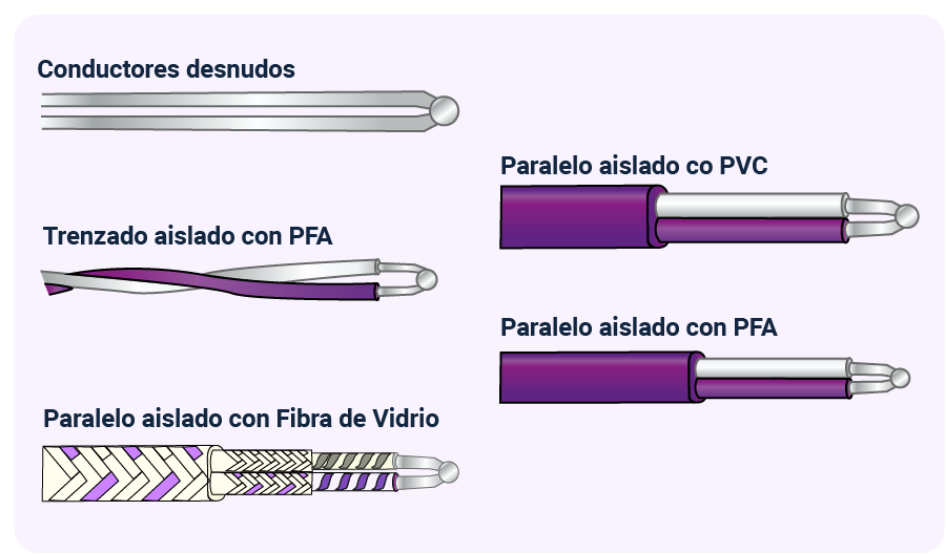 Conductores desnudos
Trenzado aislado con PFA
Paralelo aislado con Fibra de Vidrio
Paralelo aislado co PVC
Paralelo aislado con PFA